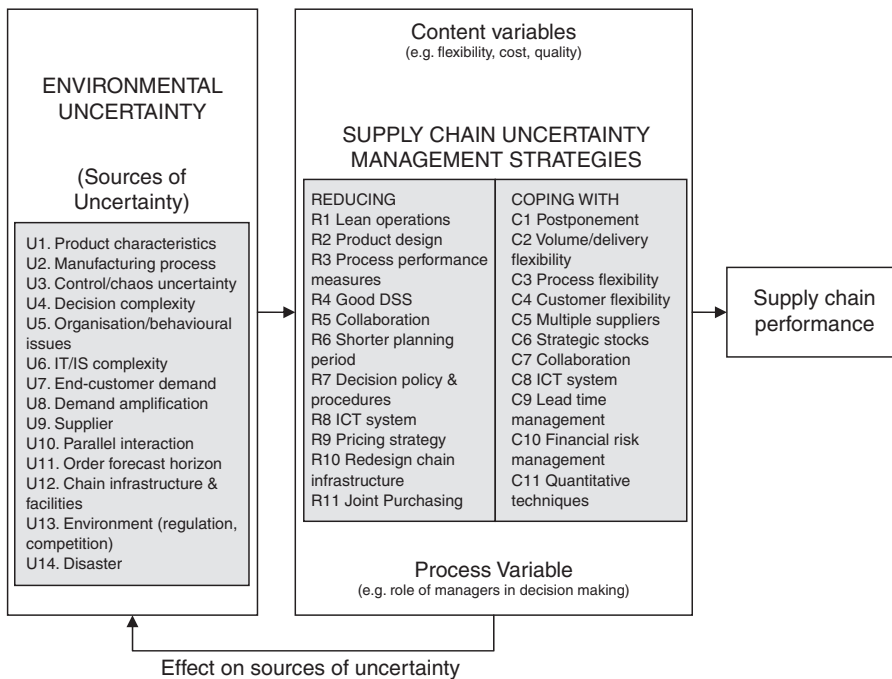 ENVIRONMENTAL
UNCERTAINTY
(Sources of
Uncertainty)
U1. Product characteristics
U2. Manufacturing process
U3. Control/chaos uncertainty
U4. Decision complexity
U5. Organisation/behavioural
issues
U6. IT/IS complexity
U7. End-customer demand
U8. Demand amplification
U9. Supplier
U10. Parallel interaction
U11. Order forecast horizon
U12. Chain infrastructure &
facilities
U13. Environment (regulation,
competition)
U14. Disaster
Content variables
(e.g. flexibility, cost, quality)
SUPPLY CHAIN UNCERTAINTY
MANAGEMENT STRATEGIES
REDUCING
R1 Lean operations
R2 Product design
R3 Process performance
measures
R4 Good DSS
R5 Collaboration
R6 Shorter planning
period
R7 Decision policy &
procedures
R8 ICT system
R9 Pricing strategy
R10 Redesign chain
infrastructure
R11 Joint Purchasing
COPING WITH
C1 Postponement
C2 Volume/delivery
flexibility
C3 Process flexibility
C4 Customer flexibility
C5 Multiple suppliers
C6 Strategic stocks
C7 Collaboration
C8 ICT system
C9 Lead time
management
C10 Financial risk
management
C11 Quantitative
techniques
Process Variable
(e.g. role of managers in decision making)
Supply chain
performance
Effect on sources of uncertainty